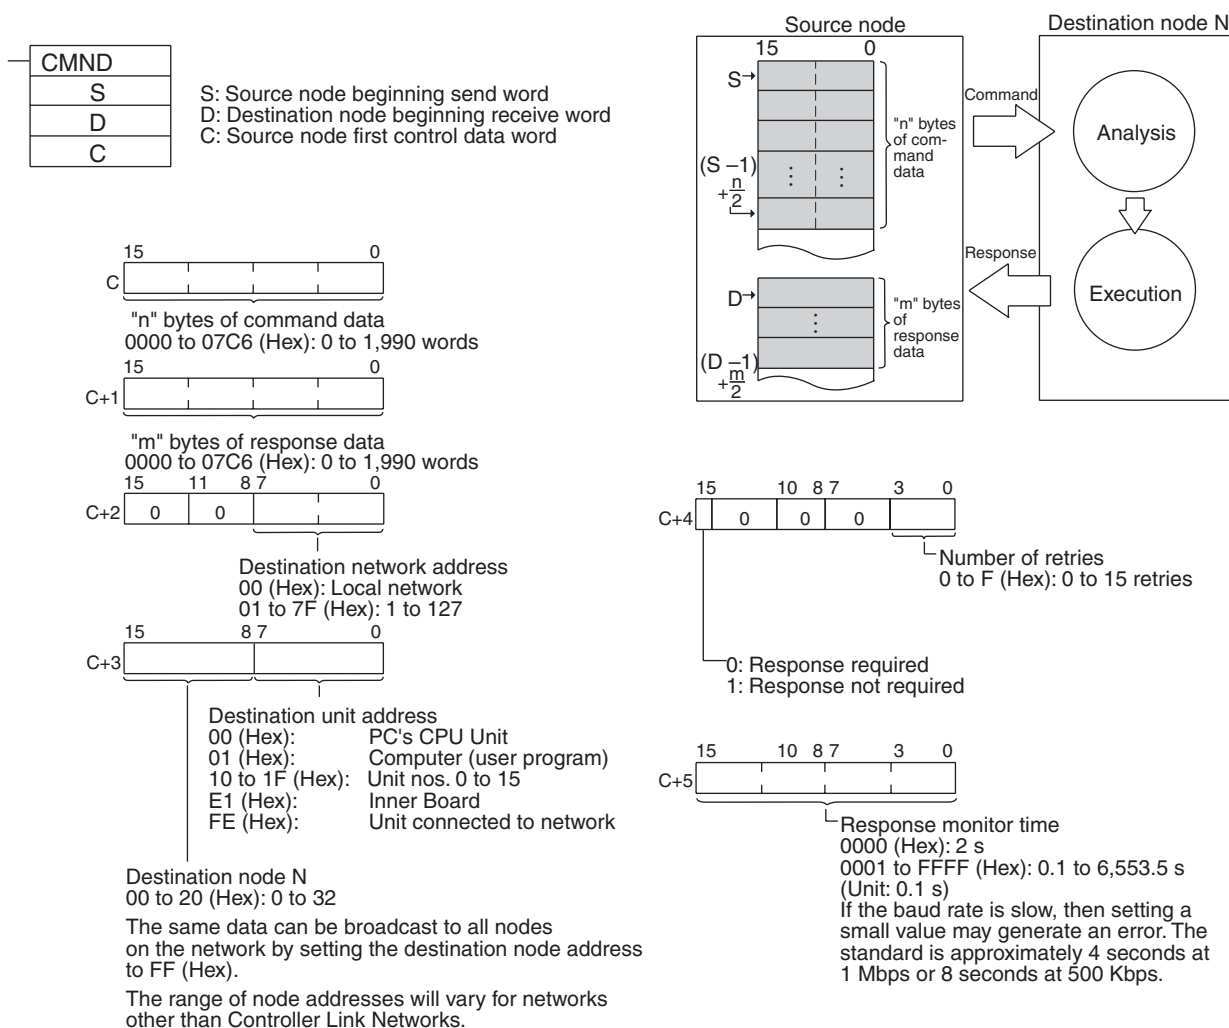 CMND
S
D
C
S: Source node beginning send word
D: Destination node beginning receive word
C: Source node first control data word
Source node
15 0
S
(S –1)
+n/2
"n" bytes
of com-
mand
data
D
(D –1)
+m/2
"m" bytes
of
response
data
Command
Response
Destination node N
Analysis
Execution
15 0
C
"n" bytes of command data
0000 to 07C6 (Hex): 0 to 1,990 words
15 0
C+1
"m" bytes of response data
0000 to 07C6 (Hex): 0 to 1,990 words
15 11 8 7 0
C+2 0 0
Destination network address
00 (Hex): Local network
01 to 7F (Hex): 1 to 127
15 8 7 0
C+3
Destination unit address
00 (Hex): PC's CPU Unit
01 (Hex): Computer (user program)
10 to 1F (Hex): Unit nos. 0 to 15
E1 (Hex): Inner Board
FE (Hex): Unit connected to network
Destination node N
00 to 20 (Hex): 0 to 32
The same data can be broadcast to all nodes
on the network by setting the destination node address
to FF (Hex).
The range of node addresses will vary for networks
other than Controller Link Networks.
15 10 8 7 3 0
C+4 0 0 0
Number of retries
0 to F (Hex): 0 to 15 retries
0: Response required
1: Response not required
15 10 8 7 3 0
C+5
Response monitor time
0000 (Hex): 2 s
0001 to FFFF (Hex): 0.1 to 6,553.5 s
(Unit: 0.1 s)
If the baud rate is slow, then setting a
small value may generate an error. The
standard is approximately 4 seconds at
1 Mbps or 8 seconds at 500 Kbps.